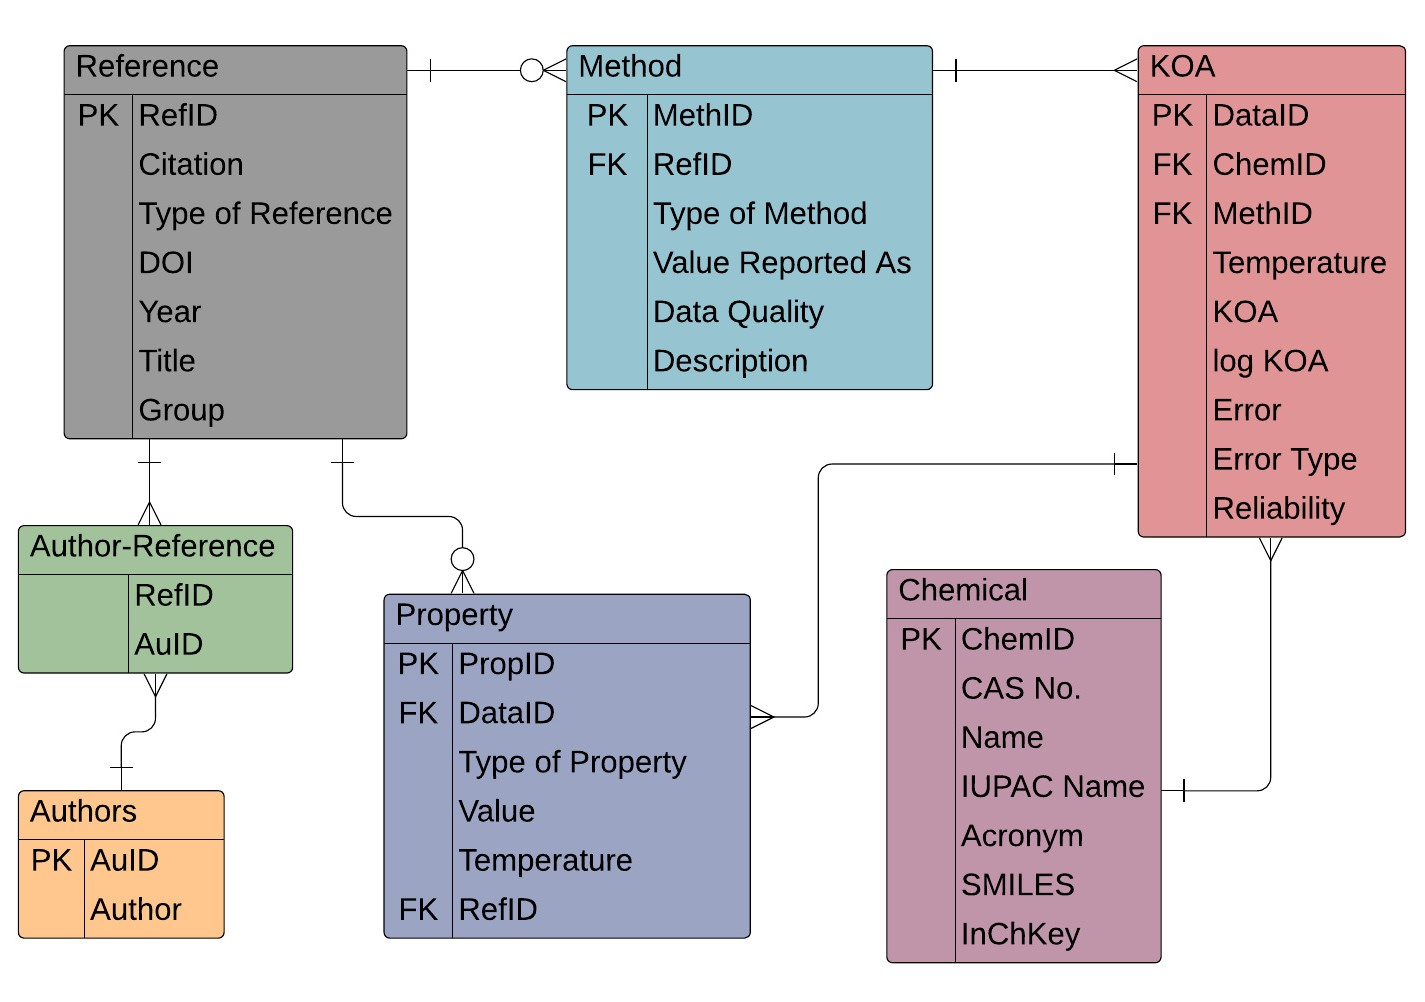 Reference
PK RefID
Citation
Type of Reference
DOI
Year
Title
Group
Method
PK MethID
FK RefID
Type of Method
Value Reported As
Data Quality
Description
KOA
PK DataID
FK ChemID
FK MethID
Temperature
KOA
log KOA
Error
Error Type
Reliability
Author-Reference
RefID
AuID
Authors
PK AuID
Author
Property
PK PropID
FK DataID
Type of Property
Value
Temperature
FK RefID
Chemical
PK ChemID
CAS No.
Name
IUPAC Name
Acronym
SMILES
InChKey